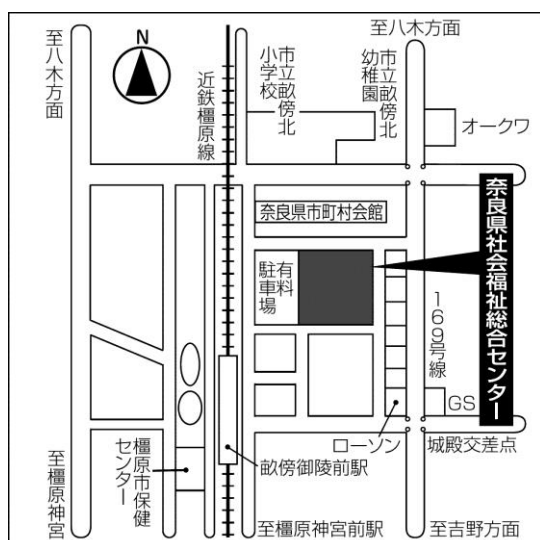 至八木方面
N
近鉄橿原線
市立畝傍北
小学校
市立畝傍北
幼稚園
至八木方面
オークワ
奈良県市町村会館
奈良県社会福祉総合センター
有料
駐車場
169号線
GS
ローソン
城殿交差点
至橿原神宮
橿原市保健
センター
畝傍御陵前駅
至橿原神宮前駅
至吉野方面